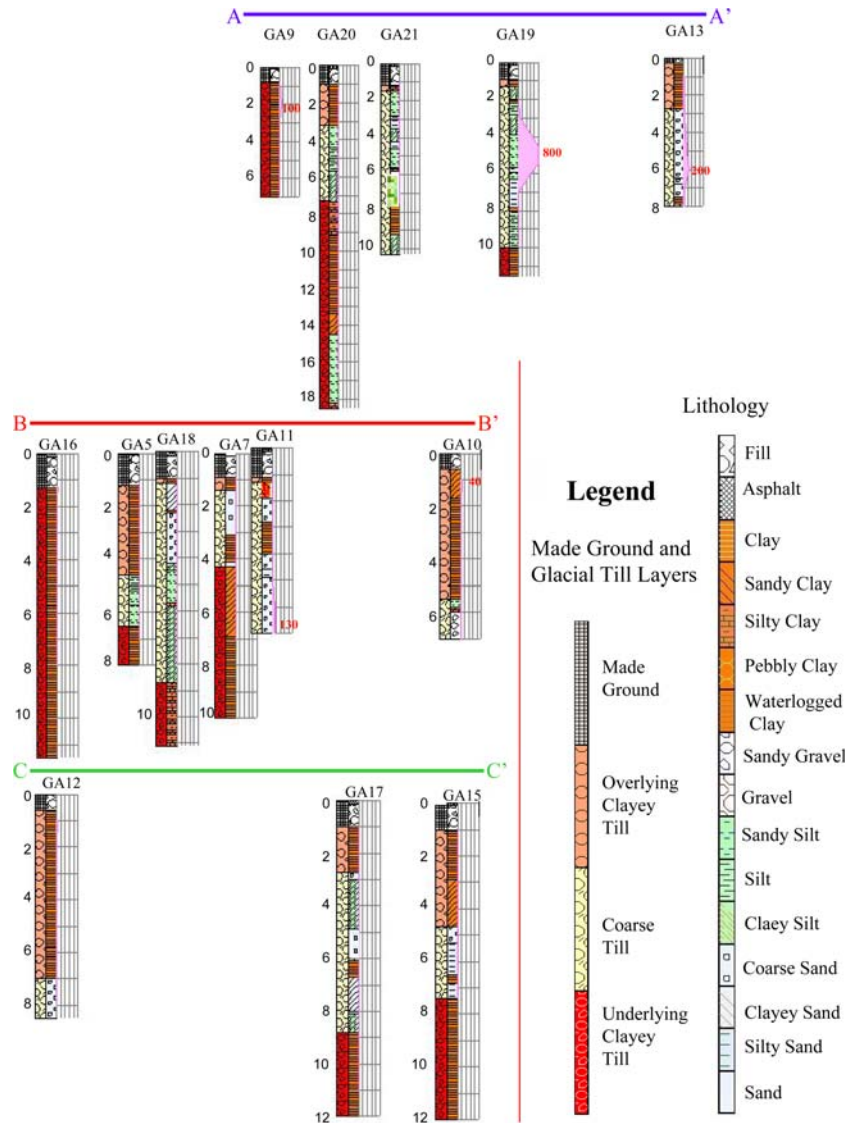 A A'
GA9 GA20 GA21 GA19 GA13
0 2 4 6
100
0 2 4 6 8 10 12 14 16 18
0 2 4 6 8 10
0 2 4 6 10
800
0 2 4 6 8
200
B B'
GA16 GA5 GA18 GA7 GA11 GA10
0 2 4 6 8 10
0 2 4 6 8
10
0 2 4 6 8 10
130
0 2 4 6
40
C C'
GA12 GA17 GA15
0 2 4 6 8
0 2 4 6 8 10 12
0 2 4 6 8 10 12
Legend
Made Ground and
Glacial Till Layers
Made
Ground
Overlying
Clayey
Till
Coarse
Till
Underlying
Clayey
Till
Lithology
Fill
Asphalt
Clay
Sandy Clay
Silty Clay
Pebbly Clay
Waterlogged
Clay
Sandy Gravel
Gravel
Sandy Silt
Silt
Claey Silt
Coarse Sand
Clayey Sand
Silty Sand
Sand